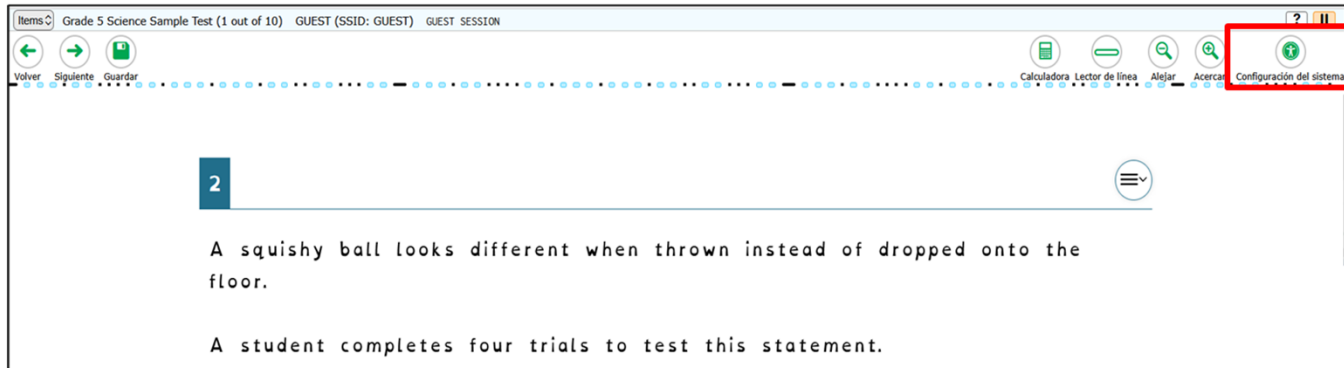 Items Grade 5 Science Sample Test (1 out of 10) GUEST (SSID: GUEST) GUEST SESSION ?
Volver Siguiente Guardar Calculadora Lector de línea Alejar Acercar Configuración del sistema
2
A squishy ball looks different when thrown instead of dropped onto the
floor.
A student completes four trials to test this statement.